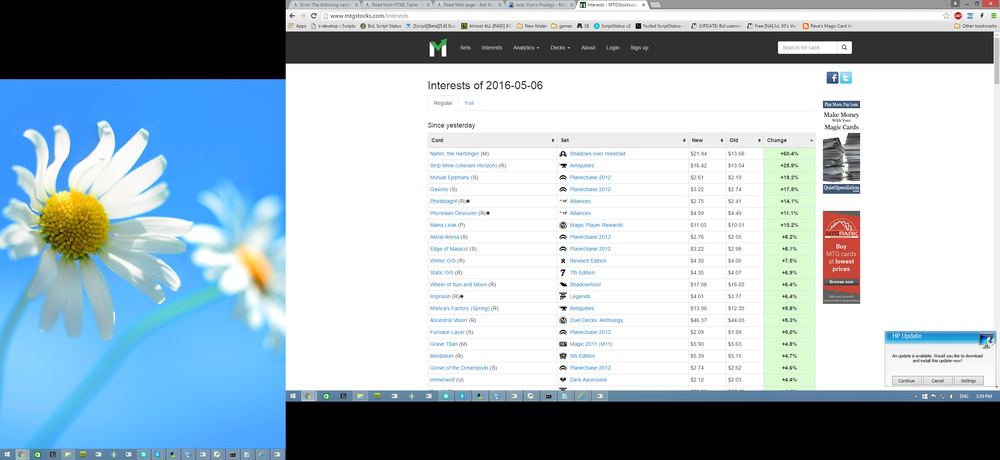 Error: The following variab
Read from HTML Table - A
Read Web page - Ask for
Jace, Vryn's Prodigy - Mag
Interests - MTGStocks.com
www.mtgstocks.com/interests
ABP
BoL
Apps
s-develop :: Scripts
BoL Script Status
[Script][Beta][5.6] Evad
Almost ALL [PAID] BO
New folder
games
SE
ScriptStatus v2
Nulled ScriptStatus -
(UPDATE) Bol usernam
Free [NA] lvl. 30's Veri
Reve's Magic Card Art
Other bookmarks
Sets
Interests
Analytics
Decks
About
Login
Sign up
Search for card
Interests of 2016-05-06
Regular
Foil
Since yesterday
Card Set New Old Change
Nahiri, the Harbinger (M) Shadows over Innistrad $21.94 $13.68 +60.4%
Strip Mine (Uneven Horizon) (R) Antiquities $16.42 $13.04 +25.9%
Mutual Epiphany (S) Planechase 2012 $2.61 $2.19 +19.2%
Gavony (S) Planechase 2012 $3.22 $2.74 +17.5%
Phelddagrif (R)✸ Alliances $2.75 $2.41 +14.1%
Phyrexian Devourer (R)✸ Alliances $4.99 $4.49 +11.1%
Mana Leak (P) Magic Player Rewards $11.03 $10.01 +10.2%
Astral Arena (S) Planechase 2012 $2.76 $2.55 +8.2%
Edge of Malacol (S) Planechase 2012 $3.22 $2.98 +8.1%
Winter Orb (R) Revised Edition $4.30 $4.00 +7.5%
Static Orb (R) 7th Edition $4.35 $4.07 +6.9%
Wheel of Sun and Moon (R) Shadowmoor $17.08 $16.05 +6.4%
Imprison (R)✸ Legends $4.01 $3.77 +6.4%
Mishra's Factory (Spring) (R) Antiquities $13.06 $12.35 +5.8%
Ancestral Vision (R) Duel Decks: Anthology $46.37 $44.05 +5.3%
Furnace Layer (S) Planechase 2012 $2.09 $1.99 +5.0%
Grave Titan (M) Magic 2011 (M11) $5.90 $5.63 +4.8%
Mindslicer (R) 9th Edition $5.39 $5.15 +4.7%
Grove of the Dreampods (S) Planechase 2012 $2.74 $2.62 +4.6%
Immerwolf (U) Dark Ascension $2.12 $2.03 +4.4%
Play More, Pay Less.
Make Money
With Your
Magic Cards
QuietSpeculation
.com
MTGPARK
Buy
MTG cards
at lowest
prices
Browse now
Safe and smooth
transactions guaranteed
HP Update
An update is available. Would you like to download
and install this update now?
Continue
Cancel
Settings
ENG
3:29 PM